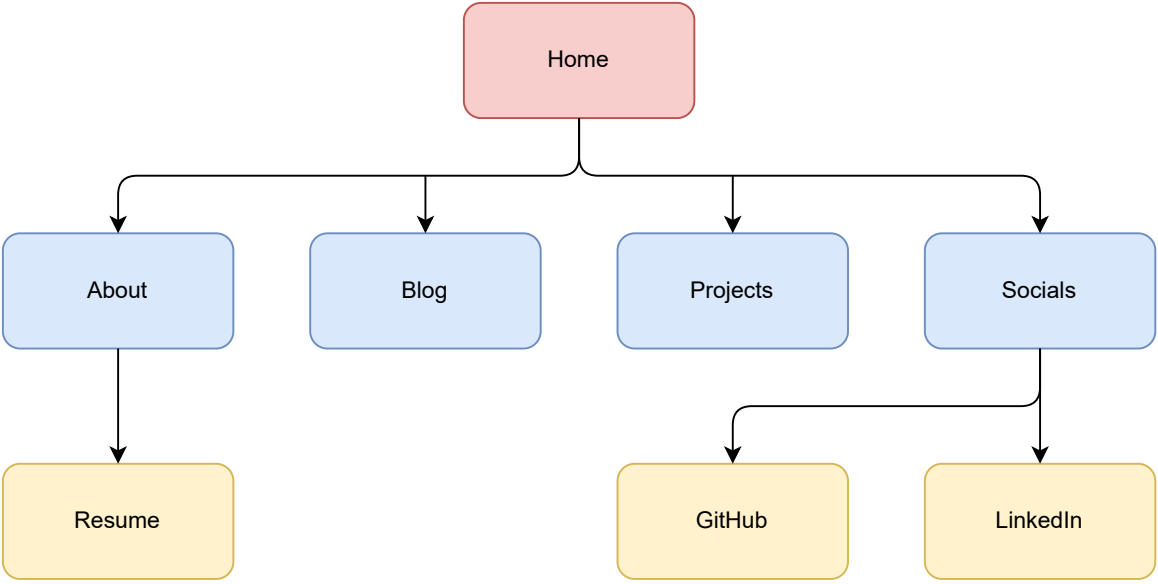 Home
About
Blog
Projects
Socials
Resume
GitHub
LinkedIn